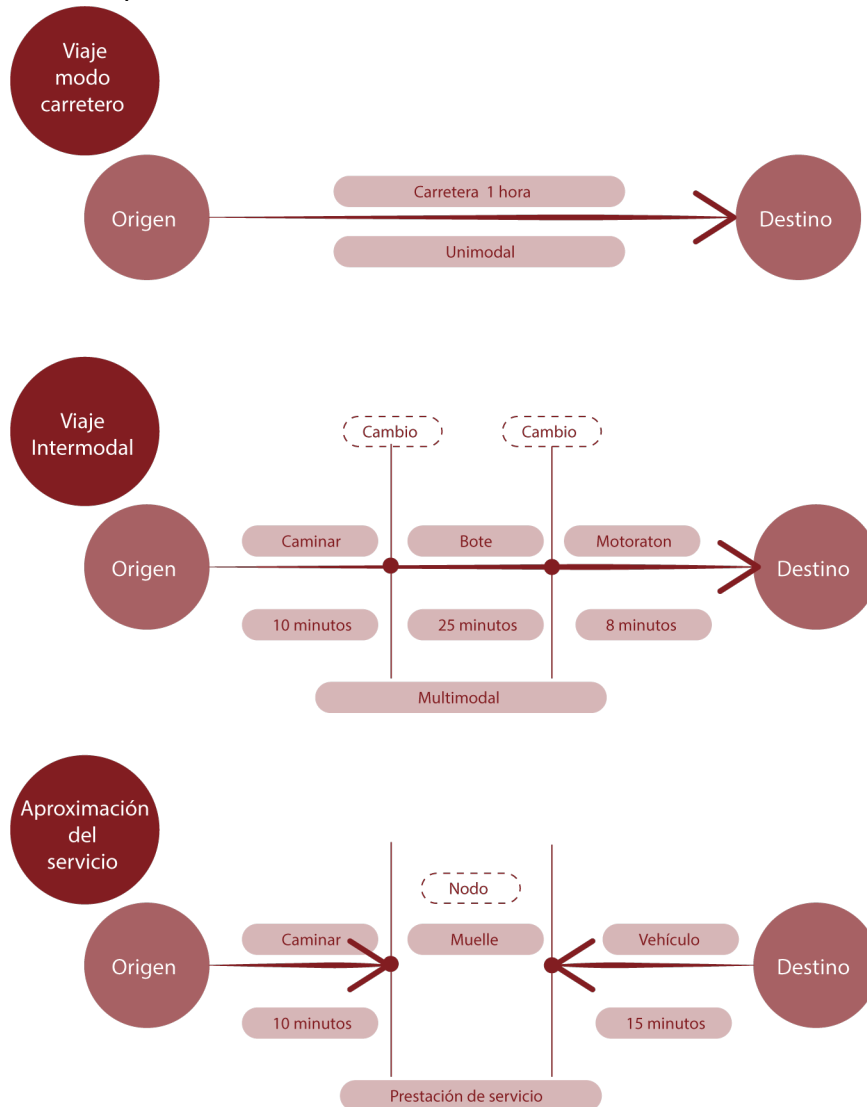 Viaje
modo
carretero
Origen
Carretera 1 hora
Unimodal
Destino
Viaje
Intermodal
Cambio
Cambio
Origen
Caminar
Bote
Motoraton
Destino
10 minutos
25 minutos
8 minutos
Multimodal
Aproximación
del
servicio
Nodo
Origen
Caminar
Muelle
Vehículo
Destino
10 minutos
15 minutos
Prestación de servicio